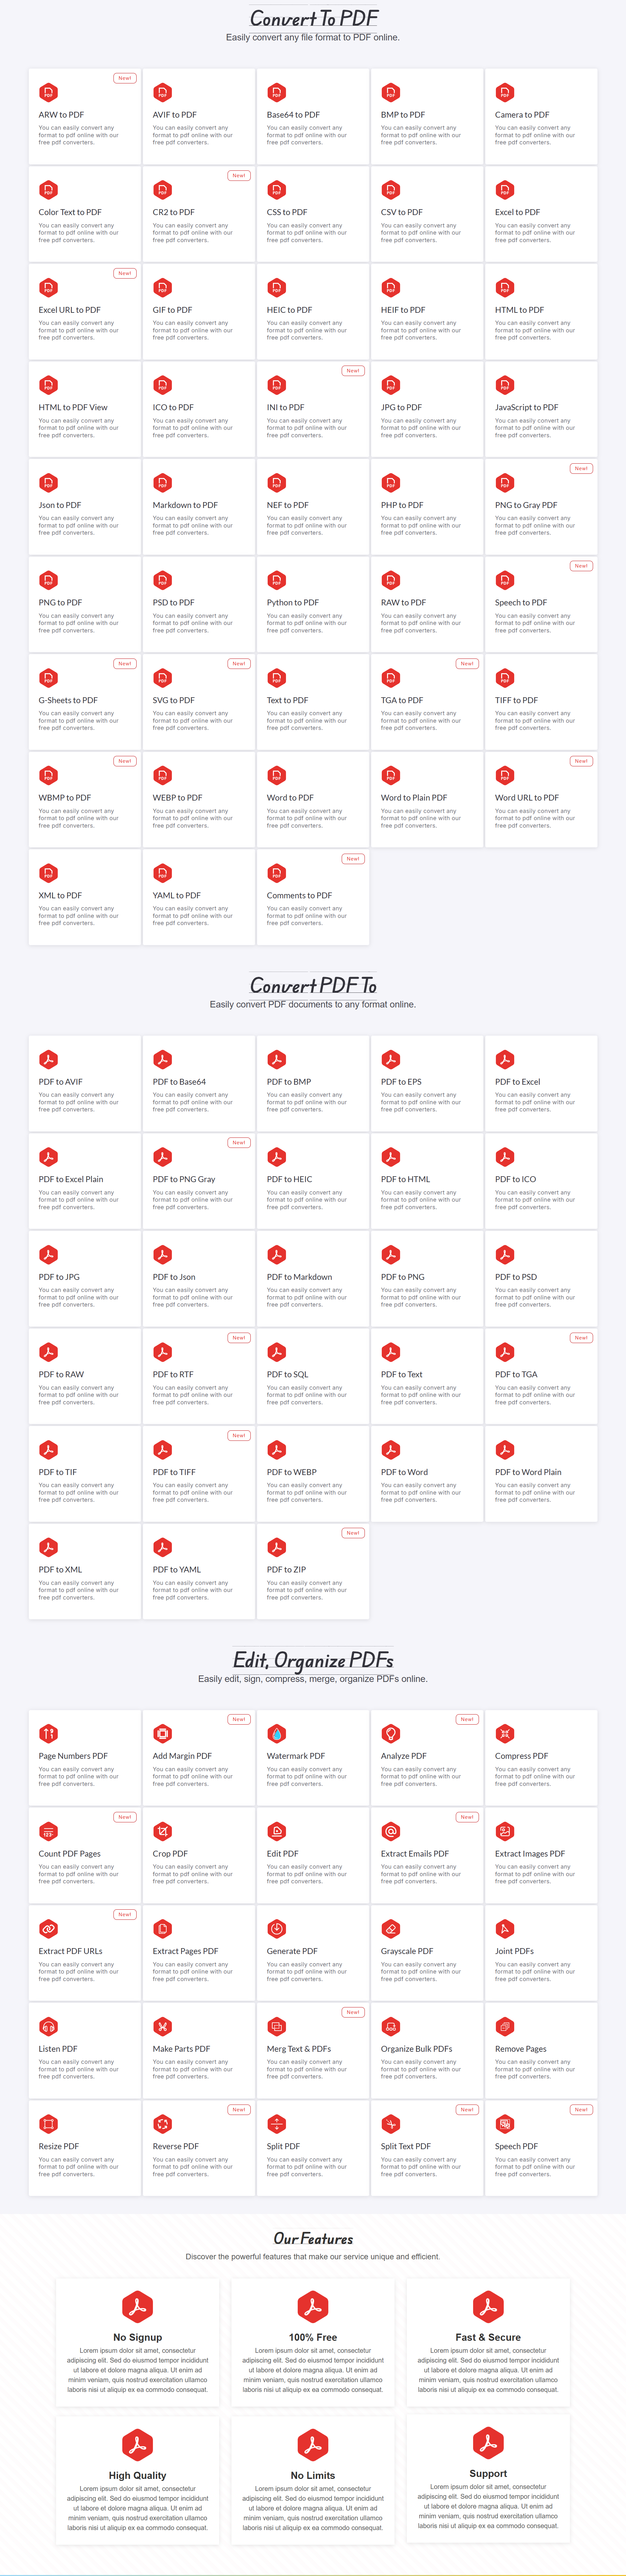 Convert To PDF
Easily convert any file format to PDF online.
New!
ARW to PDF
You can easily convert any
format to pdf online with our
free pdf converters.
AVIF to PDF
You can easily convert any
format to pdf online with our
free pdf converters.
Base64 to PDF
You can easily convert any
format to pdf online with our
free pdf converters.
BMP to PDF
You can easily convert any
format to pdf online with our
free pdf converters.
Camera to PDF
You can easily convert any
format to pdf online with our
free pdf converters.
Color Text to PDF
You can easily convert any
format to pdf online with our
free pdf converters.
New!
CR2 to PDF
You can easily convert any
format to pdf online with our
free pdf converters.
CSS to PDF
You can easily convert any
format to pdf online with our
free pdf converters.
CSV to PDF
You can easily convert any
format to pdf online with our
free pdf converters.
Excel to PDF
You can easily convert any
format to pdf online with our
free pdf converters.
New!
Excel URL to PDF
You can easily convert any
format to pdf online with our
free pdf converters.
GIF to PDF
You can easily convert any
format to pdf online with our
free pdf converters.
HEIC to PDF
You can easily convert any
format to pdf online with our
free pdf converters.
HEIF to PDF
You can easily convert any
format to pdf online with our
free pdf converters.
HTML to PDF
You can easily convert any
format to pdf online with our
free pdf converters.
HTML to PDF View
You can easily convert any
format to pdf online with our
free pdf converters.
ICO to PDF
You can easily convert any
format to pdf online with our
free pdf converters.
New!
INI to PDF
You can easily convert any
format to pdf online with our
free pdf converters.
JPG to PDF
You can easily convert any
format to pdf online with our
free pdf converters.
JavaScript to PDF
You can easily convert any
format to pdf online with our
free pdf converters.
Json to PDF
You can easily convert any
format to pdf online with our
free pdf converters.
Markdown to PDF
You can easily convert any
format to pdf online with our
free pdf converters.
NEF to PDF
You can easily convert any
format to pdf online with our
free pdf converters.
PHP to PDF
You can easily convert any
format to pdf online with our
free pdf converters.
New!
PNG to Gray PDF
You can easily convert any
format to pdf online with our
free pdf converters.
PNG to PDF
You can easily convert any
format to pdf online with our
free pdf converters.
PSD to PDF
You can easily convert any
format to pdf online with our
free pdf converters.
Python to PDF
You can easily convert any
format to pdf online with our
free pdf converters.
RAW to PDF
You can easily convert any
format to pdf online with our
free pdf converters.
New!
Speech to PDF
You can easily convert any
format to pdf online with our
free pdf converters.
New!
G-Sheets to PDF
You can easily convert any
format to pdf online with our
free pdf converters.
New!
SVG to PDF
You can easily convert any
format to pdf online with our
free pdf converters.
Text to PDF
You can easily convert any
format to pdf online with our
free pdf converters.
New!
TGA to PDF
You can easily convert any
format to pdf online with our
free pdf converters.
TIFF to PDF
You can easily convert any
format to pdf online with our
free pdf converters.
New!
WBMP to PDF
You can easily convert any
format to pdf online with our
free pdf converters.
WEBP to PDF
You can easily convert any
format to pdf online with our
free pdf converters.
Word to PDF
You can easily convert any
format to pdf online with our
free pdf converters.
Word to Plain PDF
You can easily convert any
format to pdf online with our
free pdf converters.
New!
Word URL to PDF
You can easily convert any
format to pdf online with our
free pdf converters.
XML to PDF
You can easily convert any
format to pdf online with our
free pdf converters.
YAML to PDF
You can easily convert any
format to pdf online with our
free pdf converters.
New!
Comments to PDF
You can easily convert any
format to pdf online with our
free pdf converters.
Convert PDF To
Easily convert PDF documents to any format online.
PDF to AVIF
You can easily convert any
format to pdf online with our
free pdf converters.
PDF to Base64
You can easily convert any
format to pdf online with our
free pdf converters.
PDF to BMP
You can easily convert any
format to pdf online with our
free pdf converters.
PDF to EPS
You can easily convert any
format to pdf online with our
free pdf converters.
PDF to Excel
You can easily convert any
format to pdf online with our
free pdf converters.
PDF to Excel Plain
You can easily convert any
format to pdf online with our
free pdf converters.
New!
PDF to PNG Gray
You can easily convert any
format to pdf online with our
free pdf converters.
PDF to HEIC
You can easily convert any
format to pdf online with our
free pdf converters.
PDF to HTML
You can easily convert any
format to pdf online with our
free pdf converters.
PDF to ICO
You can easily convert any
format to pdf online with our
free pdf converters.
PDF to JPG
You can easily convert any
format to pdf online with our
free pdf converters.
PDF to Json
You can easily convert any
format to pdf online with our
free pdf converters.
PDF to Markdown
You can easily convert any
format to pdf online with our
free pdf converters.
PDF to PNG
You can easily convert any
format to pdf online with our
free pdf converters.
PDF to PSD
You can easily convert any
format to pdf online with our
free pdf converters.
PDF to RAW
You can easily convert any
format to pdf online with our
free pdf converters.
New!
PDF to RTF
You can easily convert any
format to pdf online with our
free pdf converters.
PDF to SQL
You can easily convert any
format to pdf online with our
free pdf converters.
PDF to Text
You can easily convert any
format to pdf online with our
free pdf converters.
New!
PDF to TGA
You can easily convert any
format to pdf online with our
free pdf converters.
PDF to TIF
You can easily convert any
format to pdf online with our
free pdf converters.
New!
PDF to TIFF
You can easily convert any
format to pdf online with our
free pdf converters.
PDF to WEBP
You can easily convert any
format to pdf online with our
free pdf converters.
PDF to Word
You can easily convert any
format to pdf online with our
free pdf converters.
PDF to Word Plain
You can easily convert any
format to pdf online with our
free pdf converters.
PDF to XML
You can easily convert any
format to pdf online with our
free pdf converters.
PDF to YAML
You can easily convert any
format to pdf online with our
free pdf converters.
New!
PDF to ZIP
You can easily convert any
format to pdf online with our
free pdf converters.
Edit, Organize PDFs
Easily edit, sign, compress, merge, organize PDFs online.
Page Numbers PDF
You can easily convert any
format to pdf online with our
free pdf converters.
New!
Add Margin PDF
You can easily convert any
format to pdf online with our
free pdf converters.
Watermark PDF
You can easily convert any
format to pdf online with our
free pdf converters.
New!
Analyze PDF
You can easily convert any
format to pdf online with our
free pdf converters.
Compress PDF
You can easily convert any
format to pdf online with our
free pdf converters.
New!
Count PDF Pages
You can easily convert any
format to pdf online with our
free pdf converters.
Crop PDF
You can easily convert any
format to pdf online with our
free pdf converters.
Edit PDF
You can easily convert any
format to pdf online with our
free pdf converters.
New!
Extract Emails PDF
You can easily convert any
format to pdf online with our
free pdf converters.
Extract Images PDF
You can easily convert any
format to pdf online with our
free pdf converters.
New!
Extract PDF URLs
You can easily convert any
format to pdf online with our
free pdf converters.
Extract Pages PDF
You can easily convert any
format to pdf online with our
free pdf converters.
Generate PDF
You can easily convert any
format to pdf online with our
free pdf converters.
Grayscale PDF
You can easily convert any
format to pdf online with our
free pdf converters.
Joint PDFs
You can easily convert any
format to pdf online with our
free pdf converters.
Listen PDF
You can easily convert any
format to pdf online with our
free pdf converters.
Make Parts PDF
You can easily convert any
format to pdf online with our
free pdf converters.
New!
Merg Text & PDFs
You can easily convert any
format to pdf online with our
free pdf converters.
Organize Bulk PDFs
You can easily convert any
format to pdf online with our
free pdf converters.
Remove Pages
You can easily convert any
format to pdf online with our
free pdf converters.
Resize PDF
You can easily convert any
format to pdf online with our
free pdf converters.
New!
Reverse PDF
You can easily convert any
format to pdf online with our
free pdf converters.
Split PDF
You can easily convert any
format to pdf online with our
free pdf converters.
New!
Split Text PDF
You can easily convert any
format to pdf online with our
free pdf converters.
New!
Speech PDF
You can easily convert any
format to pdf online with our
free pdf converters.
Our Features
Discover the powerful features that make our service unique and efficient.
No Signup
Lorem ipsum dolor sit amet, consectetur
adipiscing elit. Sed do eiusmod tempor incididunt
ut labore et dolore magna aliqua. Ut enim ad
minim veniam, quis nostrud exercitation ullamco
laboris nisi ut aliquip ex ea commodo consequat.
100% Free
Lorem ipsum dolor sit amet, consectetur
adipiscing elit. Sed do eiusmod tempor incididunt
ut labore et dolore magna aliqua. Ut enim ad
minim veniam, quis nostrud exercitation ullamco
laboris nisi ut aliquip ex ea commodo consequat.
Fast & Secure
Lorem ipsum dolor sit amet, consectetur
adipiscing elit. Sed do eiusmod tempor incididunt
ut labore et dolore magna aliqua. Ut enim ad
minim veniam, quis nostrud exercitation ullamco
laboris nisi ut aliquip ex ea commodo consequat.
High Quality
Lorem ipsum dolor sit amet, consectetur
adipiscing elit. Sed do eiusmod tempor incididunt
ut labore et dolore magna aliqua. Ut enim ad
minim veniam, quis nostrud exercitation ullamco
laboris nisi ut aliquip ex ea commodo consequat.
No Limits
Lorem ipsum dolor sit amet, consectetur
adipiscing elit. Sed do eiusmod tempor incididunt
ut labore et dolore magna aliqua. Ut enim ad
minim veniam, quis nostrud exercitation ullamco
laboris nisi ut aliquip ex ea commodo consequat.
Support
Lorem ipsum dolor sit amet, consectetur
adipiscing elit. Sed do eiusmod tempor incididunt
ut labore et dolore magna aliqua. Ut enim ad
minim veniam, quis nostrud exercitation ullamco
laboris nisi ut aliquip ex ea commodo consequat.